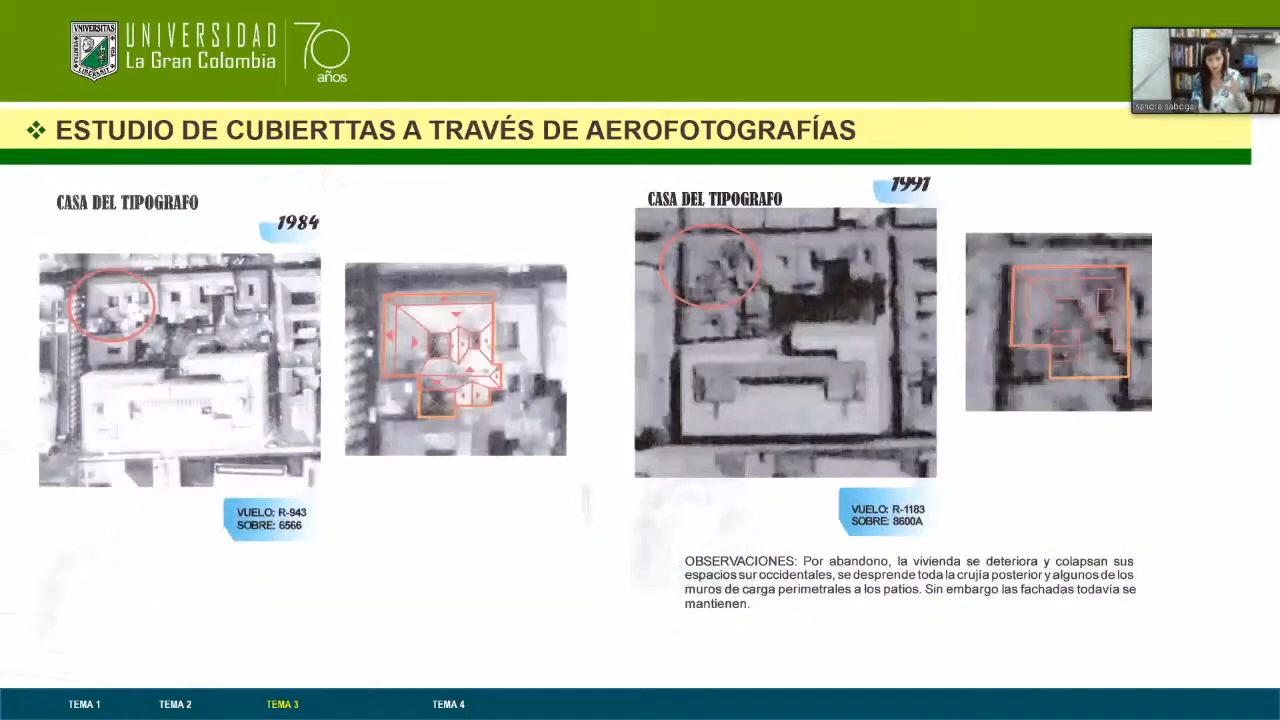 UNIVERSITAS
UNIVERSIDAD
La Gran Colombia
70
años
sandra sabogal
❖ ESTUDIO DE CUBIERTTAS A TRAVÉS DE AEROFOTOGRAFÍAS
CASA DEL TIPOGRAFO
1984
VUELO: R-943
SOBRE: 6566
CASA DEL TIPOGRAFO
1991
VUELO: R-1183
SOBRE: 8600A
OBSERVACIONES: Por abandono, la vivienda se deteriora y colapsan sus
espacios sur occidentales, se desprende toda la crujía posterior y algunos de los
muros de carga perimetrales a los patios. Sin embargo las fachadas todavía se
mantienen.
TEMA 1
TEMA 2
TEMA 3
TEMA 4